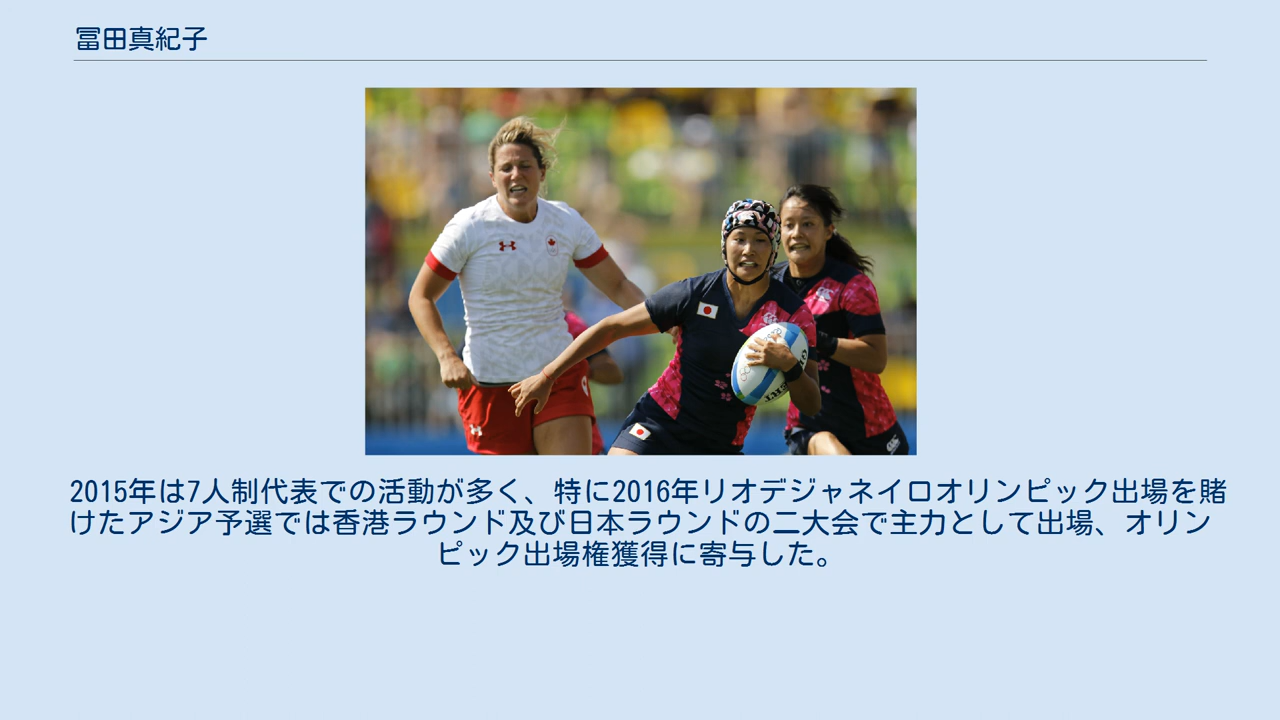 冨田真紀子
2015年は7人制代表での活動が多く、特に2016年リオデジャネイロオリンピック出場を賭
けたアジア予選では香港ラウンド及び日本ラウンドの二大会で主力として出場、オリン
ピック出場権獲得に寄与した。